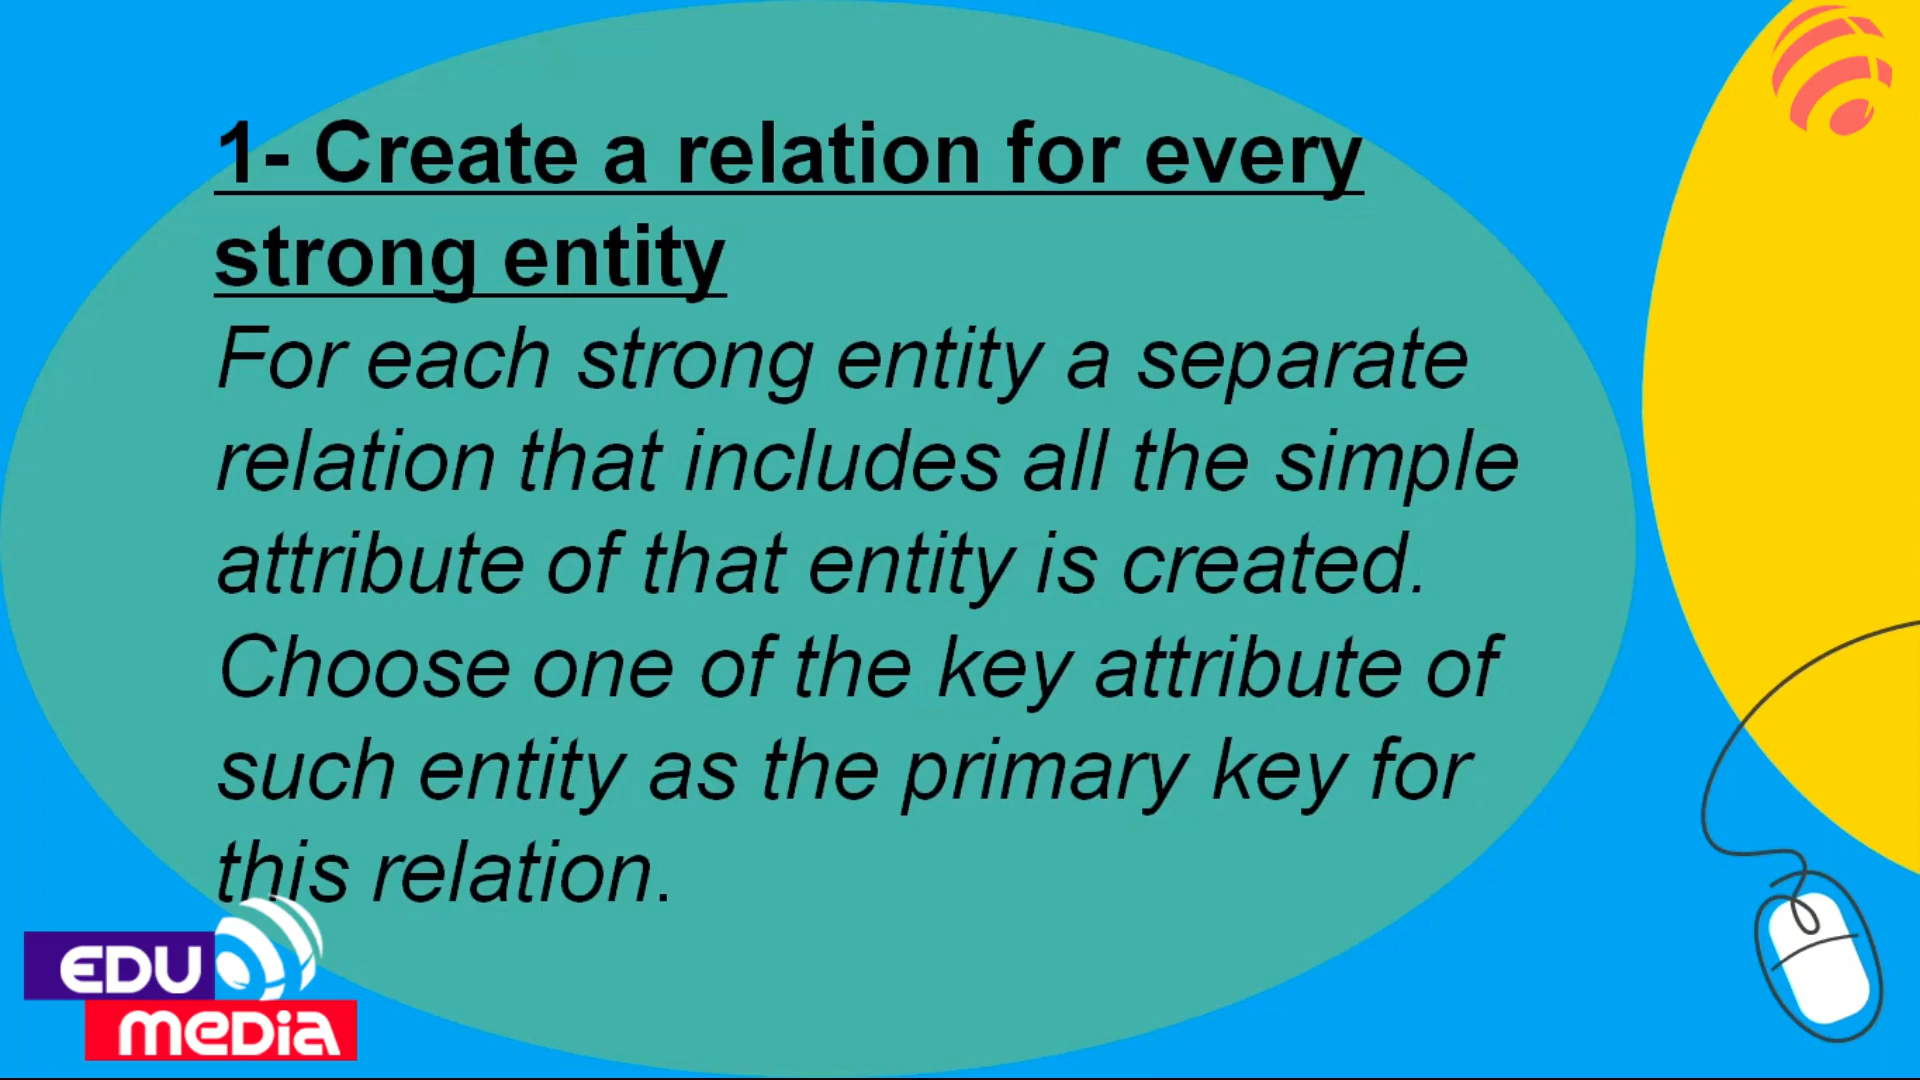 1- Create a relation for every
strong entity
For each strong entity a separate
relation that includes all the simple
attribute of that entity is created.
Choose one of the key attribute of
such entity as the primary key for
this relation.
EDU
MEDIA